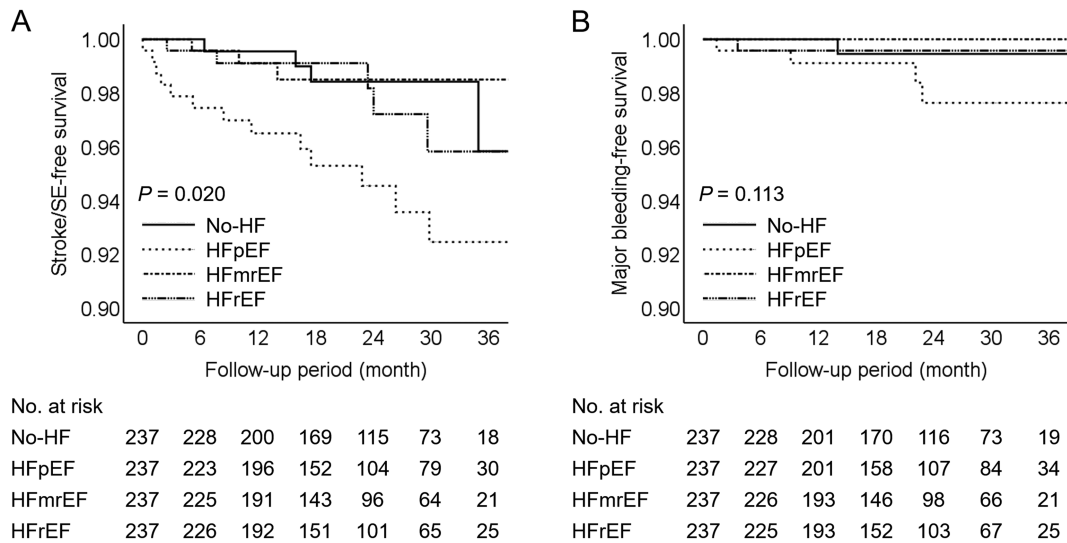 A
Stroke/SE-free survival
1.00
0.98
0.96
0.94
0.92
0.90
P = 0.020
No-HF
HFpEF
HFmrEF
HFrEF
0 6 12 18 24 30 36
Follow-up period (month)
No. at risk
No-HF 237 228 200 169 115 73 18
HFpEF 237 223 196 152 104 79 30
HFmrEF 237 225 191 143 96 64 21
HFrEF 237 226 192 151 101 65 25
B
Major bleeding-free survival
1.00
0.98
0.96
0.94
0.92
0.90
P = 0.113
No-HF
HFpEF
HFmrEF
HFrEF
0 6 12 18 24 30 36
Follow-up period (month)
No. at risk
No-HF 237 228 201 170 116 73 19
HFpEF 237 227 201 158 107 84 34
HFmrEF 237 226 193 146 98 66 21
HFrEF 237 225 193 152 103 67 25